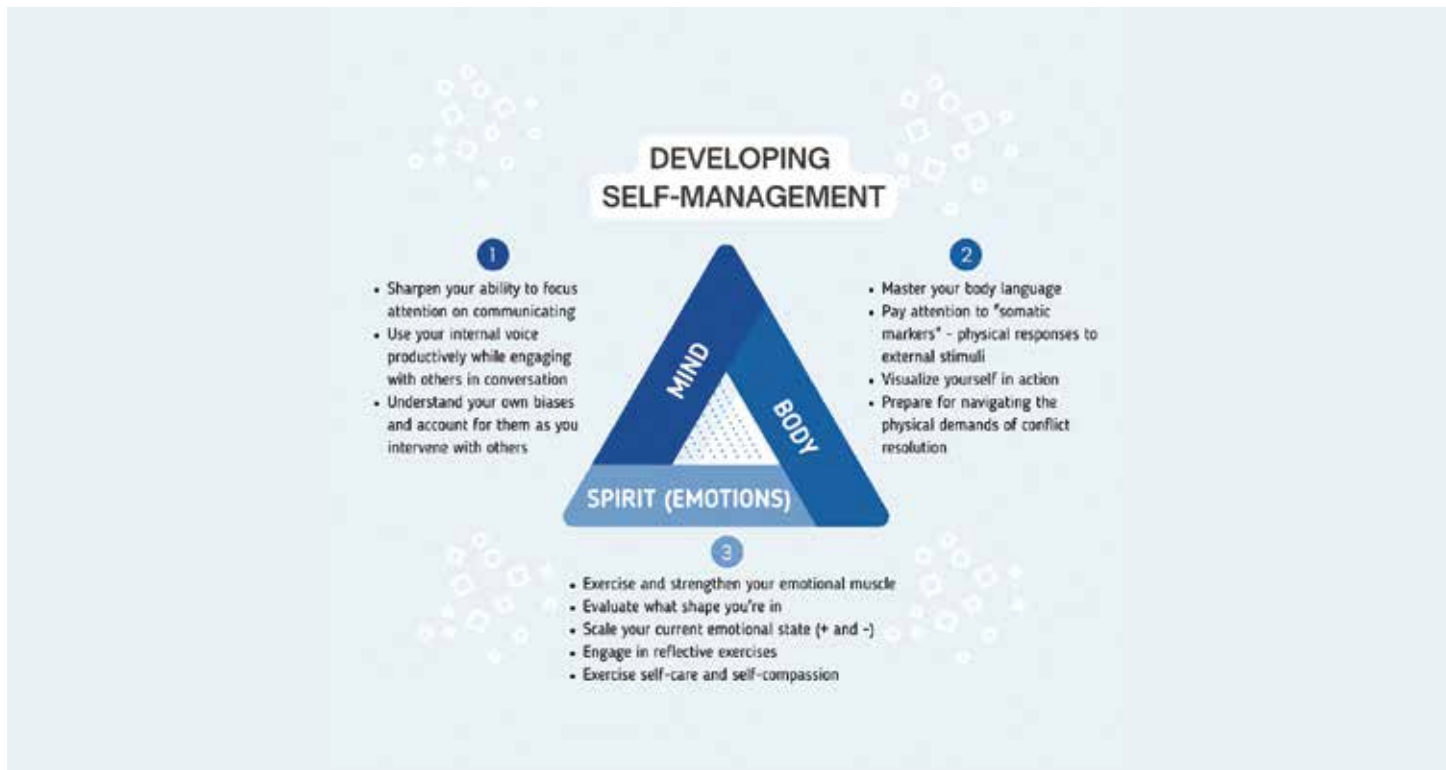 DEVELOPING
SELF-MANAGEMENT
1
• Sharpen your ability to focus
attention on communicating
• Use your internal voice
productively while engaging
with others in conversation
• Understand your own biases
and account for them as you
intervene with others
2
• Master your body language
• Pay attention to "somatic
markers" - physical responses to
external stimuli
• Visualize yourself in action
• Prepare for navigating the
physical demands of conflict
resolution
MIND
BODY
SPIRIT (EMOTIONS)
3
• Exercise and strengthen your emotional muscle
• Evaluate what shape you're in
• Scale your current emotional state (+ and -)
• Engage in reflective exercises
• Exercise self-care and self-compassion